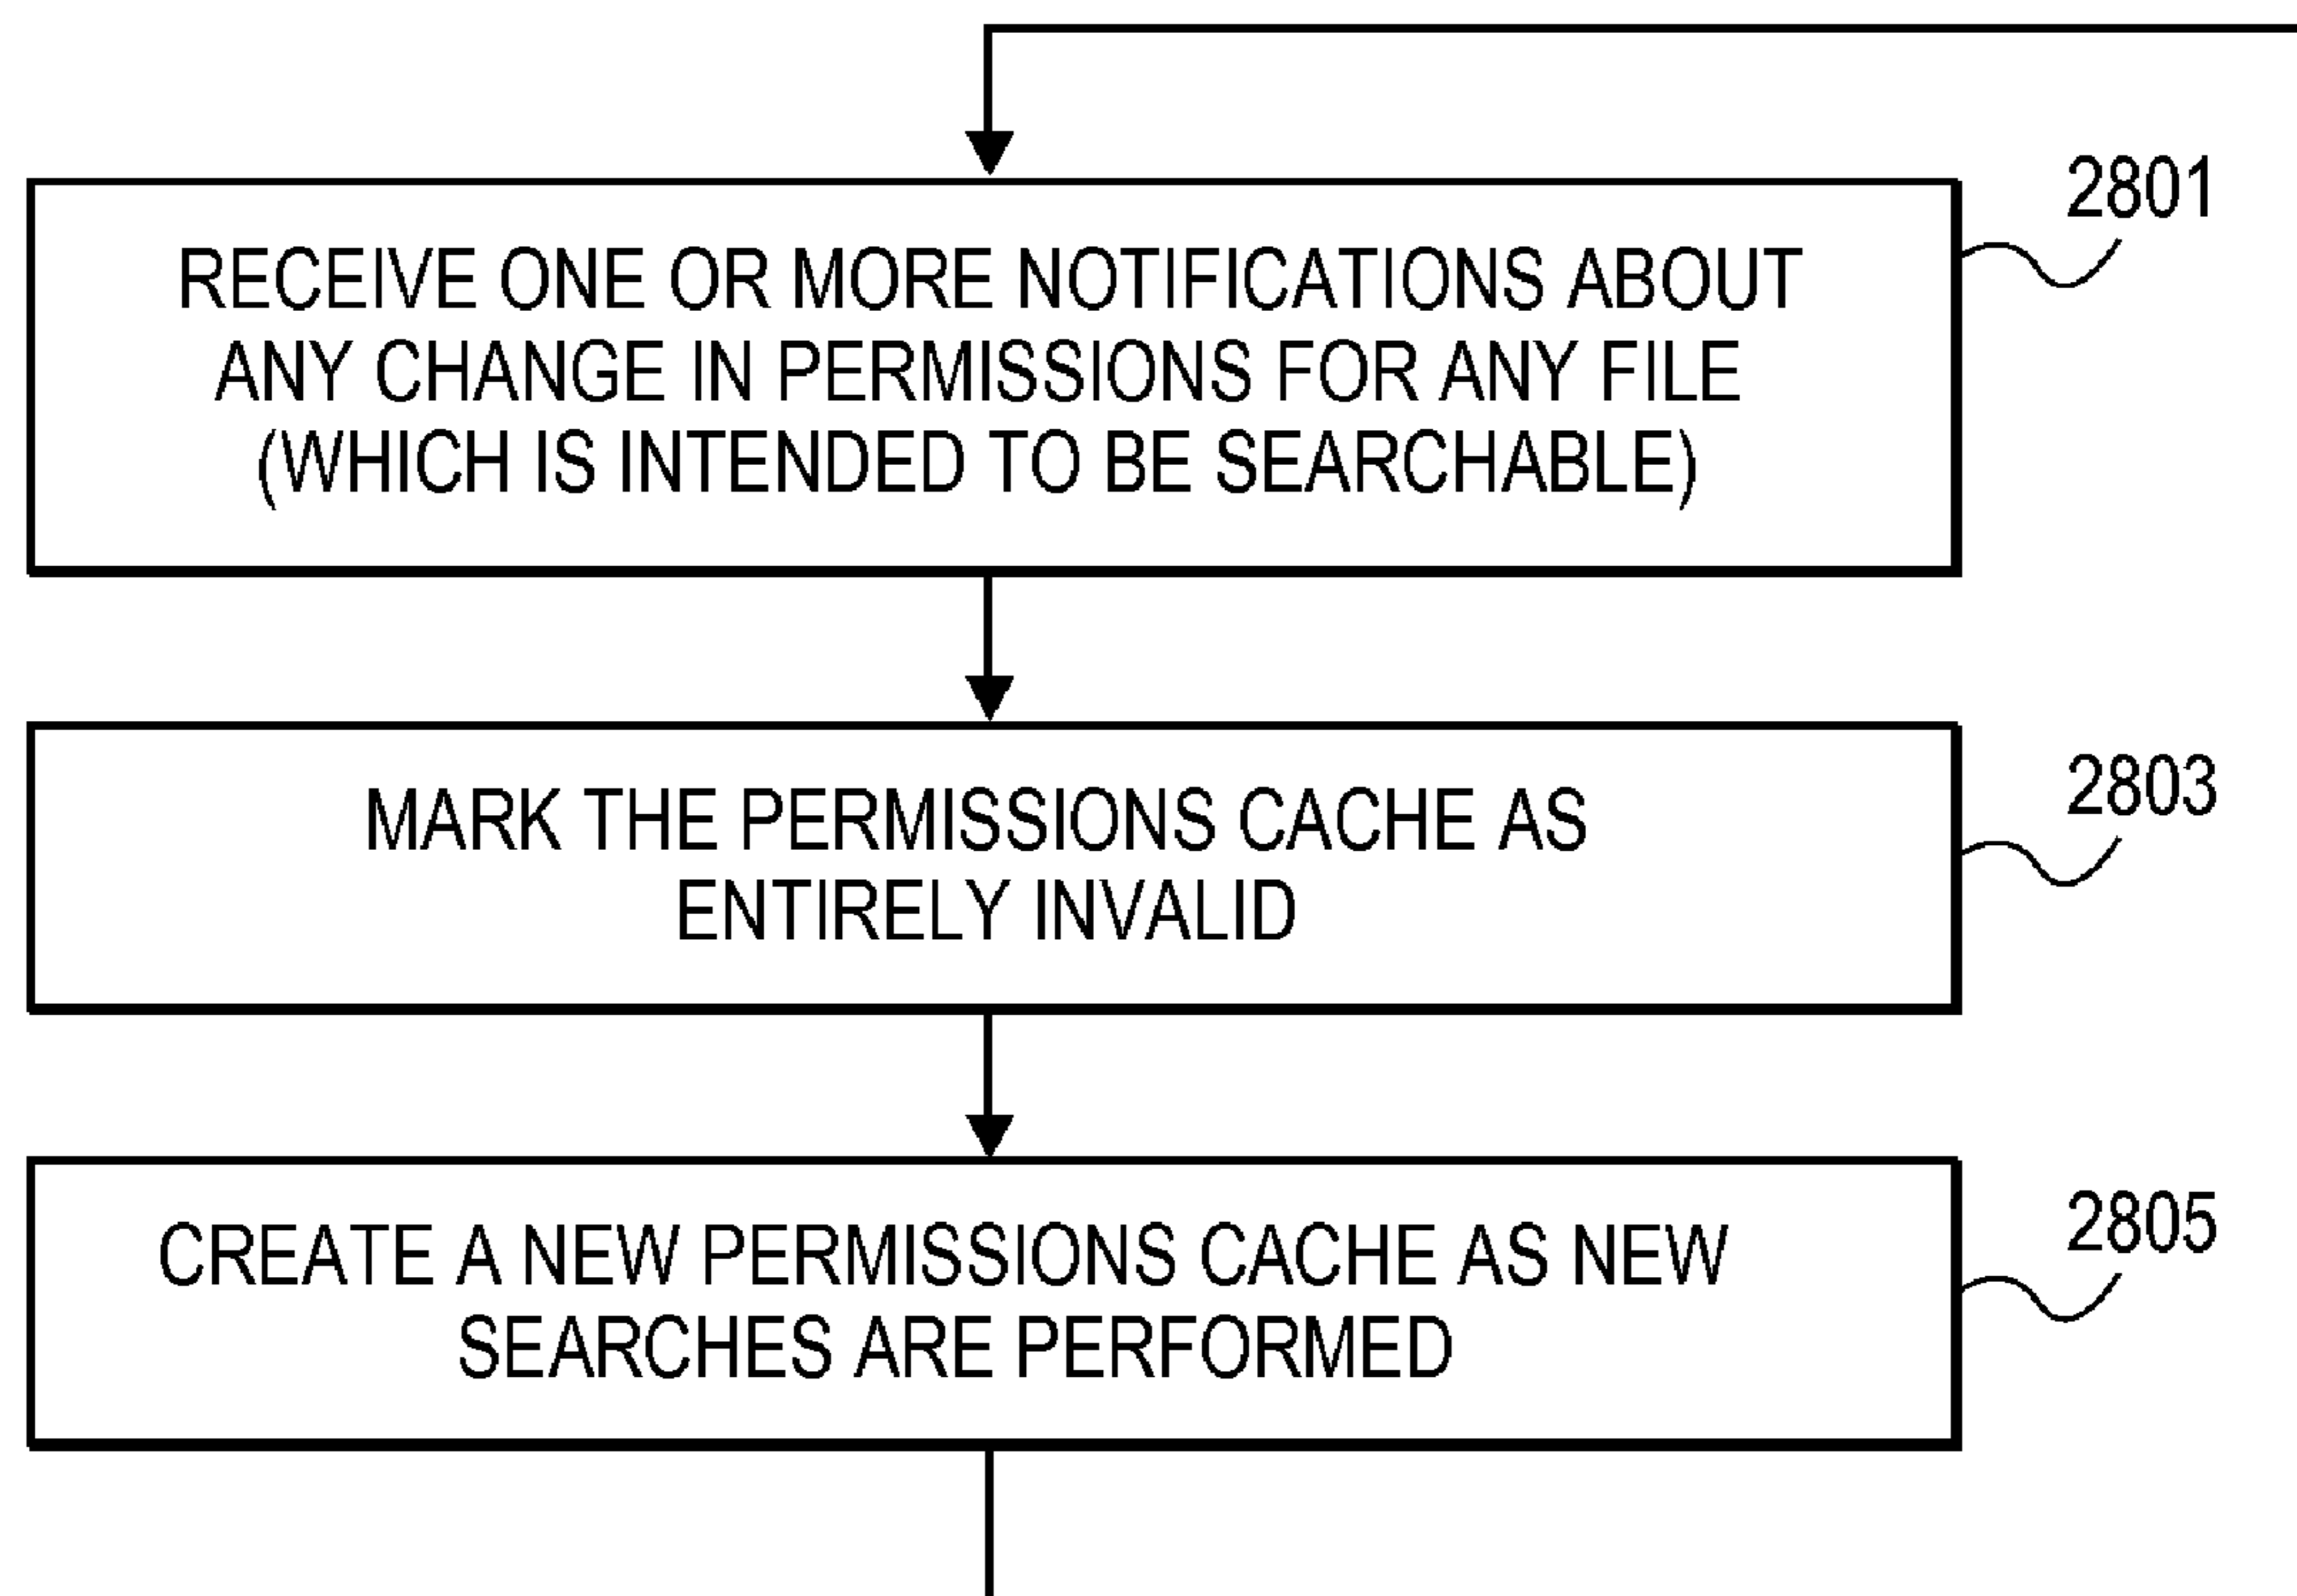 2801
RECEIVE ONE OR MORE NOTIFICATIONS ABOUT
ANY CHANGE IN PERMISSIONS FOR ANY FILE
(WHICH IS INTENDED TO BE SEARCHABLE)
2803
MARK THE PERMISSIONS CACHE AS
ENTIRELY INVALID
2805
CREATE A NEW PERMISSIONS CACHE AS NEW
SEARCHES ARE PERFORMED